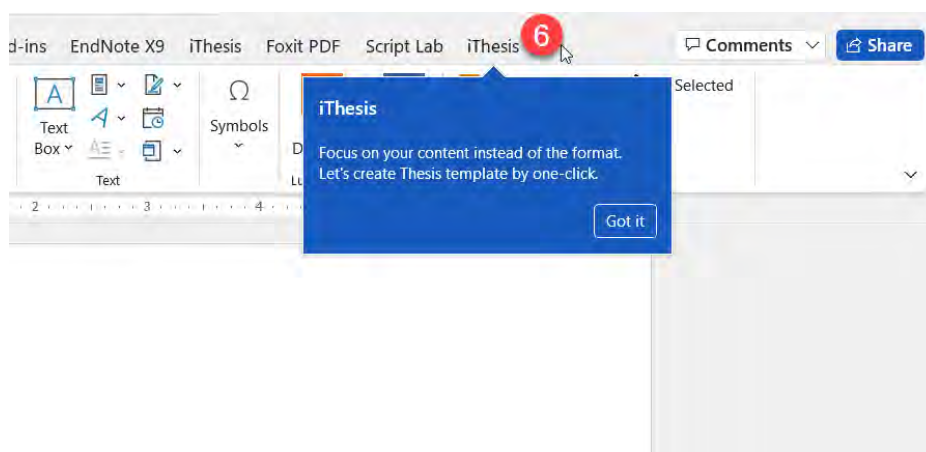 d-ins EndNote X9 iThesis Foxit PDF Script Lab iThesis 6 Comments Share
A Ω Selected
Text Box Symbols
iThesis
Focus on your content instead of the format.
Let's create Thesis template by one-click.
Got it
Text
2 3 4